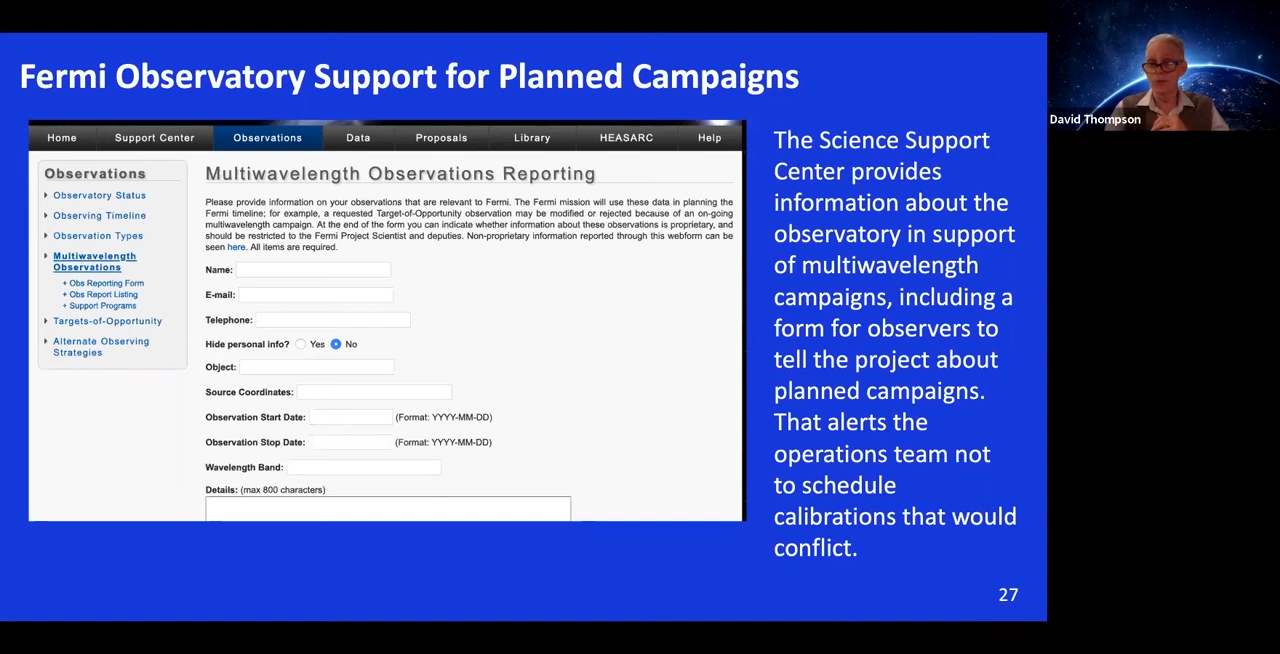 Fermi Observatory Support for Planned Campaigns
David Thompson
Home Support Center Observations Data Proposals Library HEASARC Help
Observations
Observatory Status
Observing Timeline
Observation Types
Multiwavelength
Observations
+ Obs Reporting Form
+ Obs Report Listing
+ Support Programs
Targets-of-Opportunity
Alternate Observing
Strategies
Multiwavelength Observations Reporting
Please provide information on your observations that are relevant to Fermi. The Fermi mission will use these data in planning the
Fermi timeline; for example, a requested Target-of-Opportunity observation may be modified or rejected because of an on-going
multiwavelength campaign. At the end of the form you can indicate whether information about these observations is proprietary, and
should be restricted to the Fermi Project Scientist and deputies. Non-proprietary information reported through this webform can be
seen here. All items are required.
Name:
E-mail:
Telephone:
Hide personal info? Yes No
Object:
Source Coordinates:
Observation Start Date: (Format: YYYY-MM-DD)
Observation Stop Date: (Format: YYYY-MM-DD)
Wavelength Band:
Details: (max 800 characters)
The Science Support
Center provides
information about the
observatory in support
of multiwavelength
campaigns, including a
form for observers to
tell the project about
planned campaigns.
That alerts the
operations team not
to schedule
calibrations that would
conflict.
27